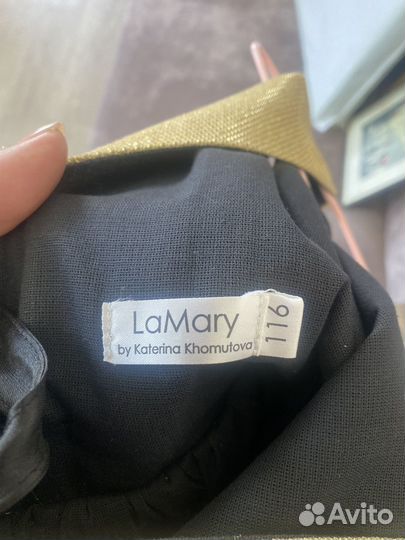 LaMary
by Katerina Khomutova
116
Avito